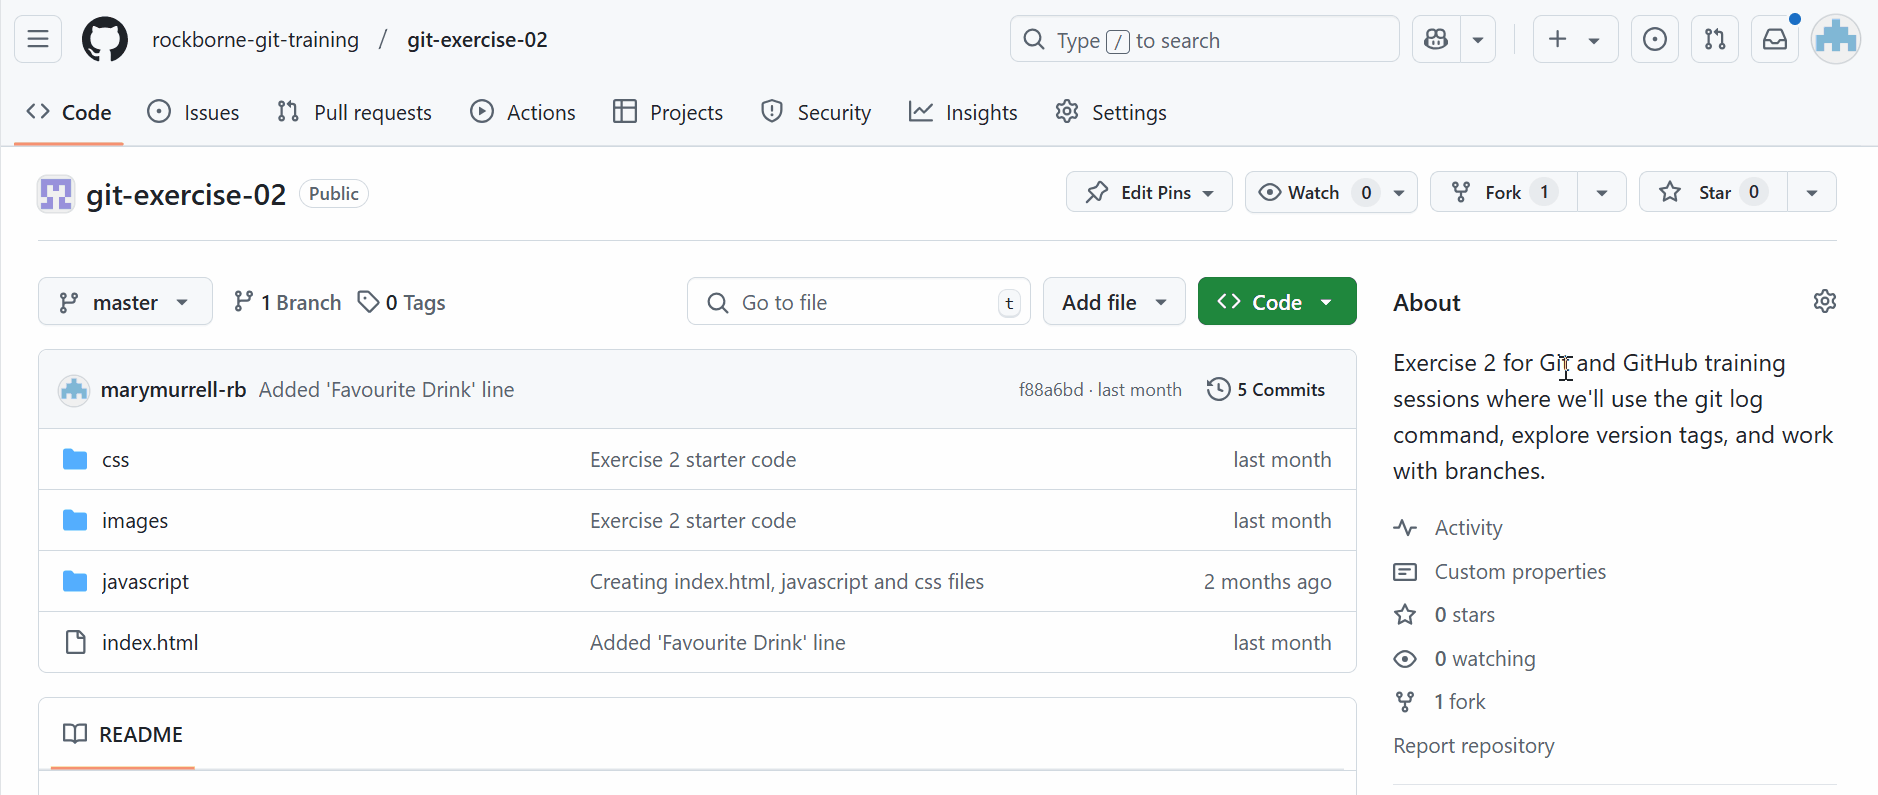 rockborne-git-training / git-exercise-02
Type / to search
Code
Issues
Pull requests
Actions
Projects
Security
Insights
Settings
git-exercise-02 Public
Edit Pins
Watch 0
Fork 1
Star 0
master
1 Branch
0 Tags
Go to file t
Add file
Code
marymurrell-rb Added 'Favourite Drink' line f88a6bd · last month 5 Commits
css Exercise 2 starter code last month
images Exercise 2 starter code last month
javascript Creating index.html, javascript and css files 2 months ago
index.html Added 'Favourite Drink' line last month
README
About
Exercise 2 for Git and GitHub training
sessions where we'll use the git log
command, explore version tags, and work
with branches.
Activity
Custom properties
0 stars
0 watching
1 fork
Report repository